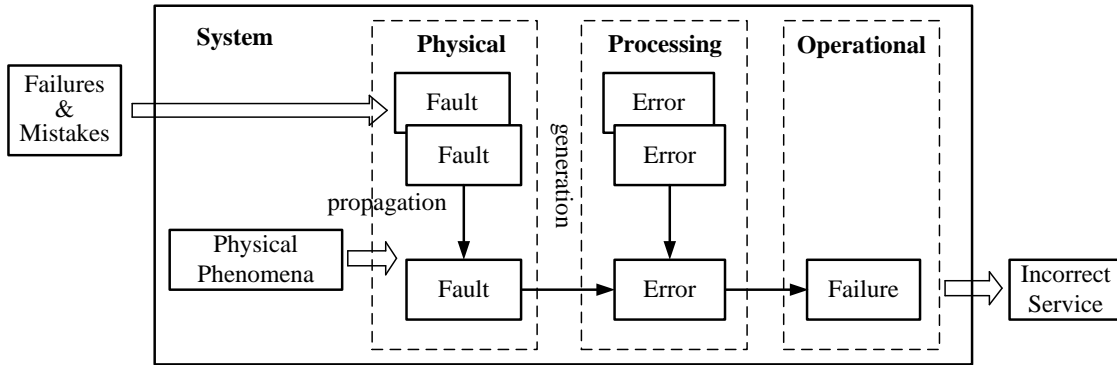 System
Physical
Processing
Operational
Failures
&
Mistakes
Fault
Fault
Error
Error
generation
propagation
Physical
Phenomena
Fault
Error
Failure
Incorrect
Service